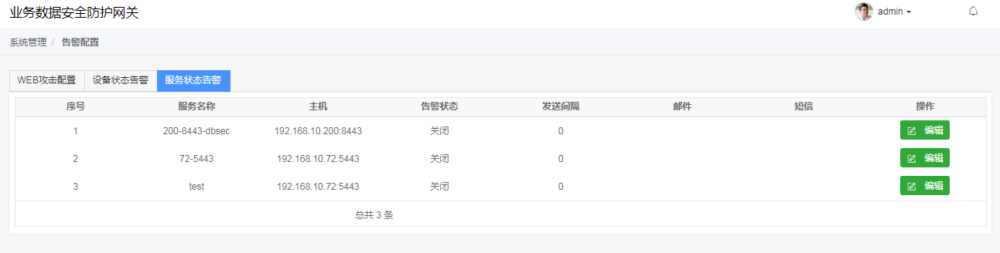 业务数据安全防护网关 admin
系统管理 / 告警配置
WEB攻击配置 设备状态告警 服务状态告警
序号 服务名称 主机 告警状态 发送间隔 邮件 短信 操作
1 200-8443-dbsec 192.168.10.200:8443 关闭 0 编辑
2 72-5443 192.168.10.72:5443 关闭 0 编辑
3 test 192.168.10.72:5443 关闭 0 编辑
总共 3 条